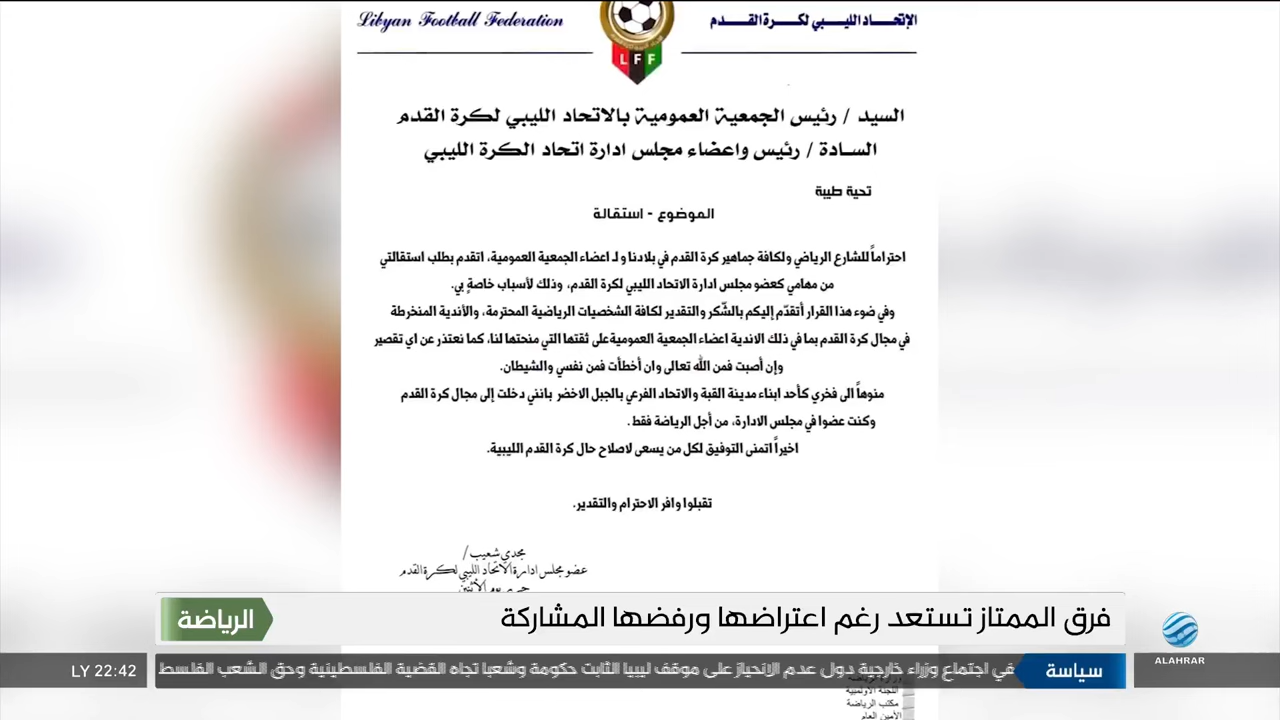 Libyan Football Federation
الإتحاد الليبي لكرة القدم
LFF
السيد / رئيس الجمعية العمومية بالاتحاد الليبي لكرة القدم
السادة / رئيس واعضاء مجلس ادارة اتحاد الكرة الليبي
تحية طيبة
الموضوع - استقالة
احتراماً للشارع الرياضي ولكافة جماهير كرة القدم في بلادنا و لـ اعضاء الجمعية العمومية، اتقدم بطلب استقالتي
من مهامي كعضو مجلس ادارة الاتحاد الليبي لكرة القدم، وذلك لأسباب خاصةٍ بي.
وفي ضوء هذا القرار أتقدّم إليكم بالشّكر والتقدير لكافة الشخصيات الرياضية المحترمة، والأندية المنخرطة
في مجال كرة القدم بما في ذلك الاندية اعضاء الجمعية العمومية على ثقتها التي منحتها لنا، كما نعتذر عن اي تقصير
وإن أصبت فمن الله تعالى وان أخطأت فمن نفسي والشيطان.
منوهاً الى فخري كأحد ابناء مدينة القبة والاتحاد الفرعي بالجبل الاخضر بانني دخلت إلى مجال كرة القدم
وكنت عضوا في مجلس الادارة، من أجل الرياضة فقط.
اخيراً اتمنى التوفيق لكل من يسعى لاصلاح حال كرة القدم الليبية.
تقبلوا وافر الاحترام والتقدير.
مجدي شعيب /
عضو مجلس ادارة الاتحاد الليبي لكرة القدم
يوم الأثنين
الرياضة
فرق الممتاز تستعد رغم اعتراضها ورفضها المشاركة
ALAHRAR
LY 22:42
سياسة
في اجتماع وزراء خارجية دول عدم الانحياز على موقف ليبيا الثابت حكومة وشعبا تجاه القضية الفلسطينية وحق الشعب الفلسط
اللجنة الأولمبية
مكتب الرياضة
الأمين العام